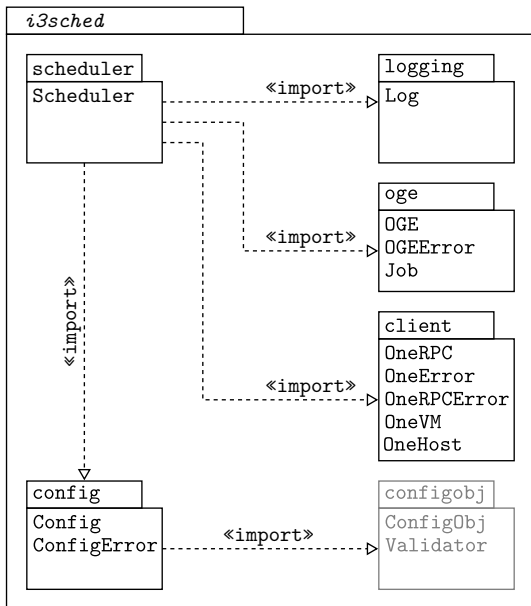 i3sched
scheduler
Scheduler
«import»
logging
Log
«import»
oge
OGE
OGEError
Job
«import»
client
OneRPC
OneError
OneRPCError
OneVM
OneHost
«import»
config
Config
ConfigError
«import»
configobj
ConfigObj
Validator